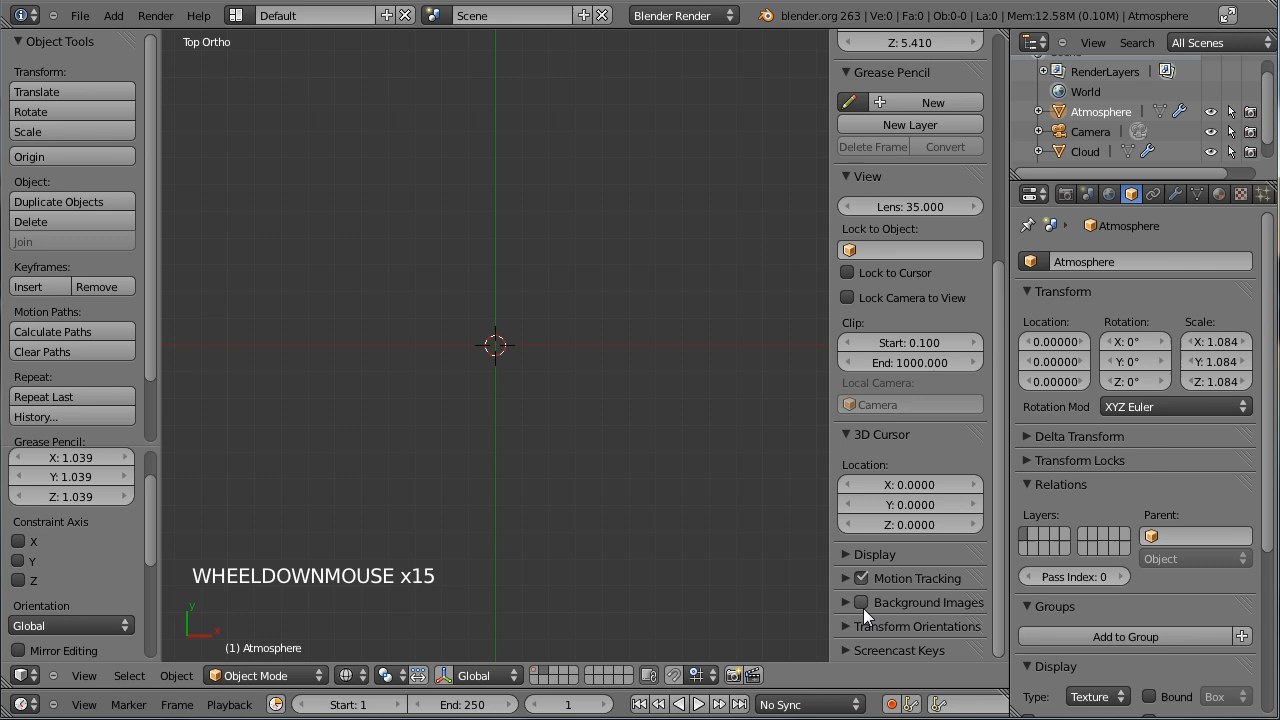 Add Render Help Default Scene Blender Render blender.org 263 | Ve:0 | Fa:0 | Ob:0-0 | La:0 | Mem:12.58M (0.10M) | Atmosphere
Object Tools
Transform:
Translate
Rotate
Scale
Origin
Object:
Duplicate Objects
Delete
Join
Keyframes:
Insert Remove
Motion Paths:
Calculate Paths
Clear Paths
Repeat:
Repeat Last
History...
Grease Pencil:
X: 1.039
Y: 1.039
Z: 1.039
Constraint Axis
X
Y
Z
Orientation
Global
Mirror Editing
Top Ortho
WHEELDOWNMOUSE x15
y
x
(1) Atmosphere
Z: 5.410
Grease Pencil
New
New Layer
Delete Frame Convert
View
Lens: 35.000
Lock to Object:
Lock to Cursor
Lock Camera to View
Clip:
Start: 0.100
End: 1000.000
Local Camera:
Camera
3D Cursor
Location:
X: 0.0000
Y: 0.0000
Z: 0.0000
Display
Motion Tracking
Background Images
Transform Orientations
Screencast Keys
View Search All Scenes
RenderLayers
World
Atmosphere
Camera
Cloud
Atmosphere
Atmosphere
Transform
Location: Rotation: Scale:
0.00000 X: 0° X: 1.084
0.00000 Y: 0° Y: 1.084
0.00000 Z: 0° Z: 1.084
Rotation Mod XYZ Euler
Delta Transform
Transform Locks
Relations
Layers: Parent:
Object
Pass Index: 0
Groups
Add to Group
Display
Type: Texture Bound Box
View Select Object Object Mode Global
View Marker Frame Playback Start: 1 End: 250 1 No Sync